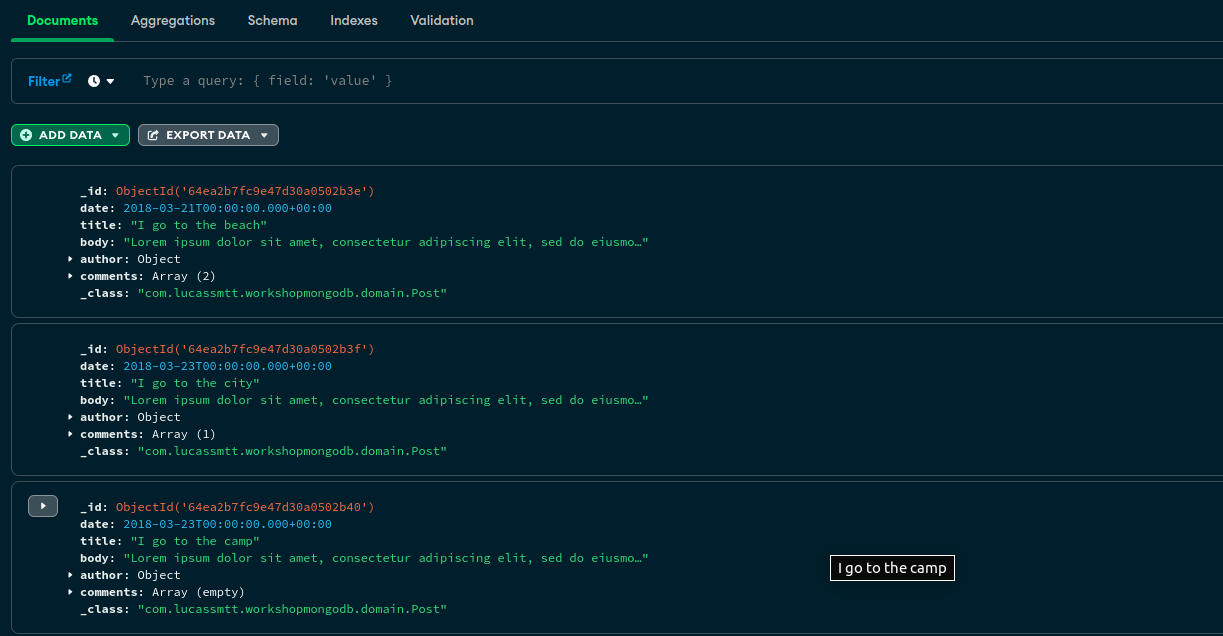 Documents Aggregations Schema Indexes Validation
Filter Type a query: { field: 'value' }
ADD DATA EXPORT DATA
_id: ObjectId('64ea2b7fc9e47d30a0502b3e')
date: 2018-03-21T00:00:00.000+00:00
title: "I go to the beach"
body: "Lorem ipsum dolor sit amet, consectetur adipiscing elit, sed do eiusmo…"
author: Object
comments: Array (2)
_class: "com.lucassmtt.workshopmongodb.domain.Post"
_id: ObjectId('64ea2b7fc9e47d30a0502b3f')
date: 2018-03-23T00:00:00.000+00:00
title: "I go to the city"
body: "Lorem ipsum dolor sit amet, consectetur adipiscing elit, sed do eiusmo…"
author: Object
comments: Array (1)
_class: "com.lucassmtt.workshopmongodb.domain.Post"
_id: ObjectId('64ea2b7fc9e47d30a0502b40')
date: 2018-03-23T00:00:00.000+00:00
title: "I go to the camp"
body: "Lorem ipsum dolor sit amet, consectetur adipiscing elit, sed do eiusmo…"
I go to the camp
author: Object
comments: Array (empty)
_class: "com.lucassmtt.workshopmongodb.domain.Post"